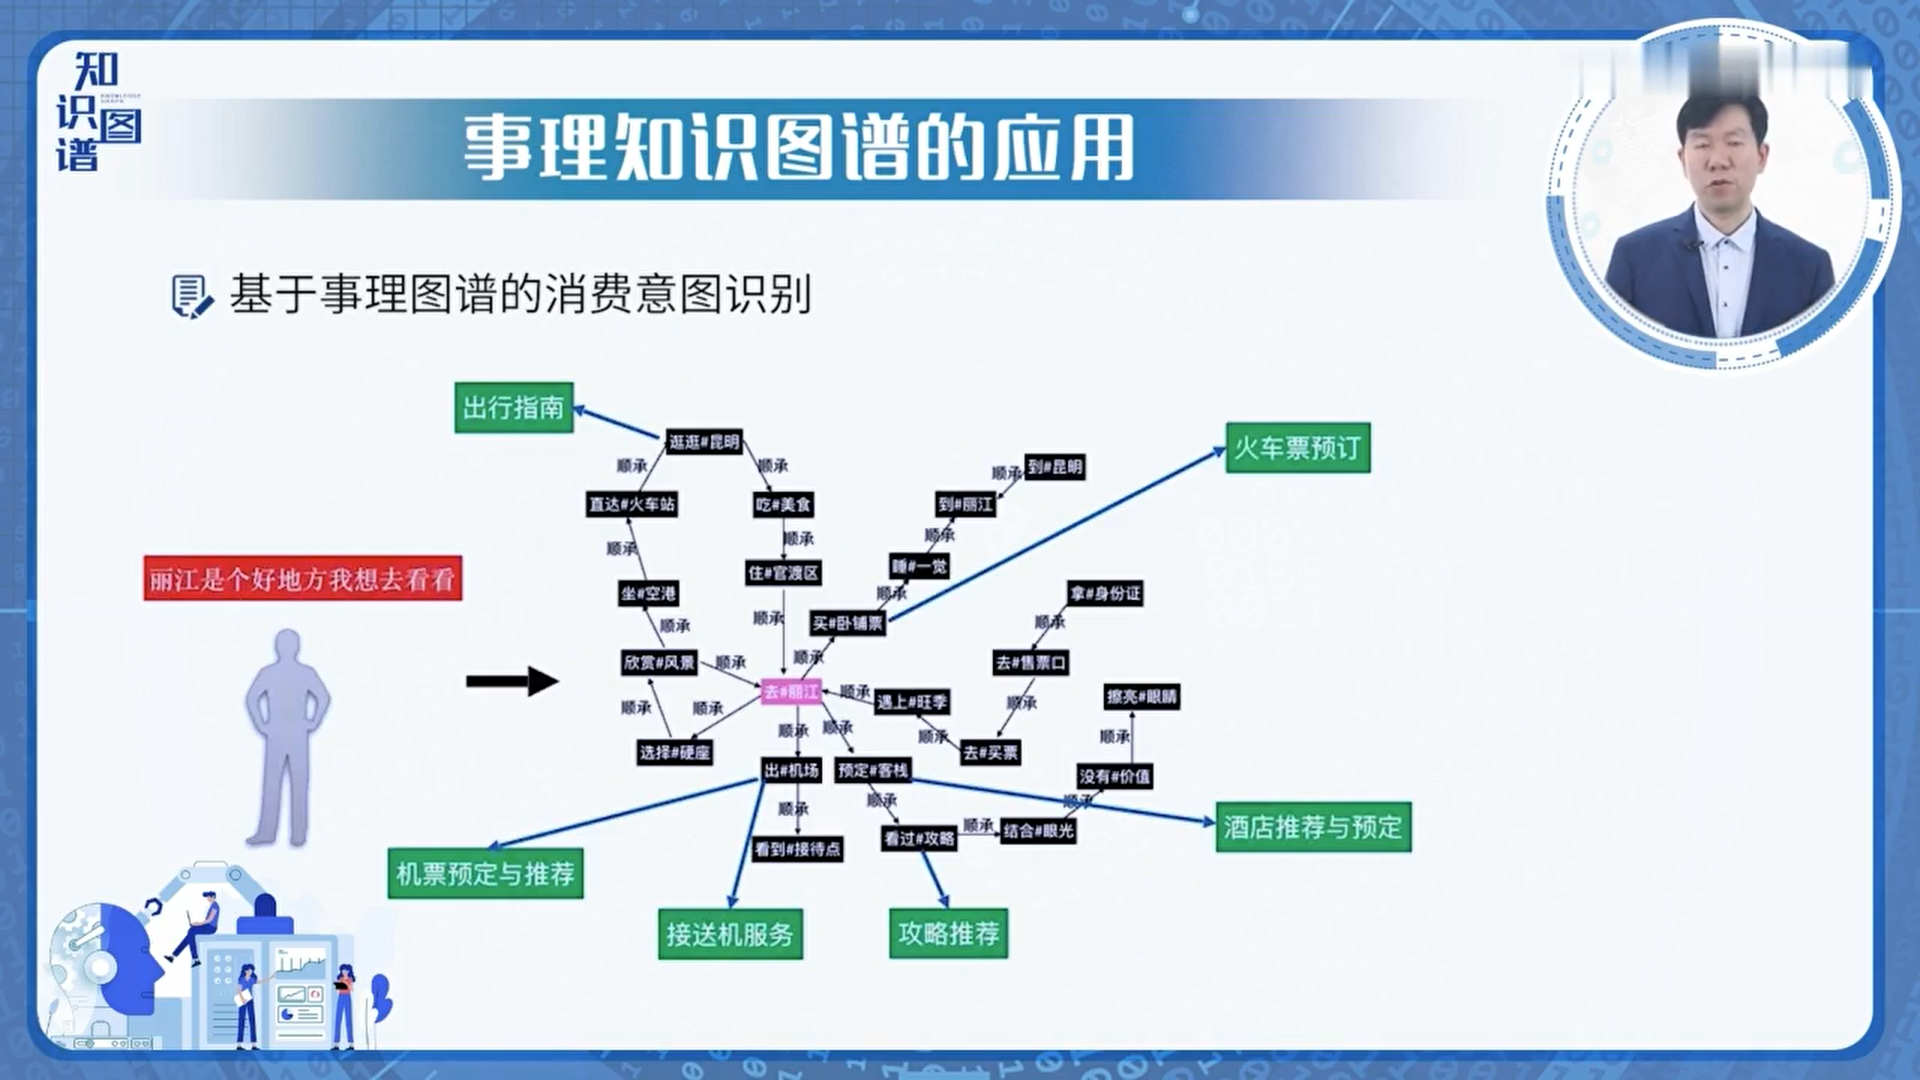 知识图谱
事理知识图谱的应用
基于事理图谱的消费意图识别
出行指南
逛逛#昆明
火车票预订
顺承
顺承
顺承
到#昆明
直达#火车站
吃#美食
到#丽江
顺承
顺承
顺承
丽江是个好地方我想去看看
住#官渡区
睡#一觉
坐#空港
顺承
拿#身份证
顺承
顺承
买#卧铺票
顺承
欣赏#风景
顺承
顺承
去#售票口
去#丽江
顺承
遇上#旺季
擦亮#眼睛
顺承
顺承
顺承
顺承
顺承
顺承
顺承
选择#硬座
去#买票
出#机场
预定#客栈
没有#价值
顺承
顺承
顺承
顺承
看到#接待点
看过#攻略
结合#眼光
酒店推荐与预定
机票预定与推荐
接送机服务
攻略推荐